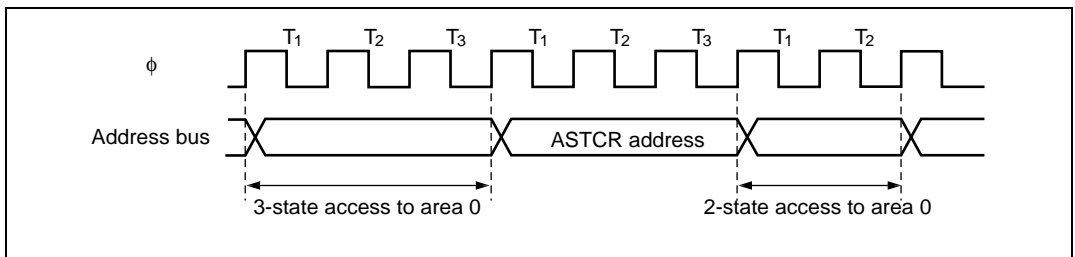 T1 T2 T3 T1 T2 T3 T1 T2
φ
Address bus
ASTCR address
3-state access to area 0
2-state access to area 0